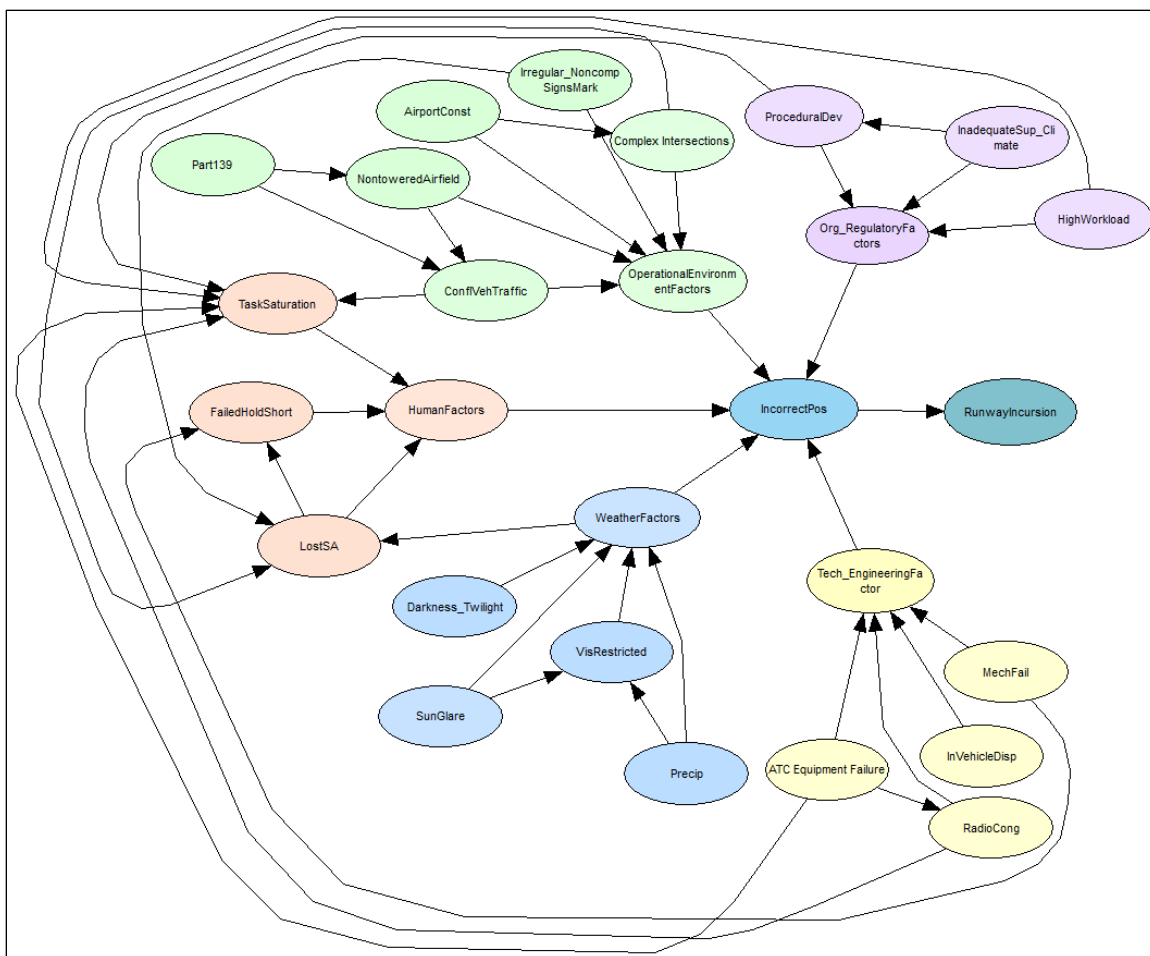 Irregular_Noncomp
SignsMark
AirportConst
ProceduralDev
InadequateSup_Cli
mate
Complex Intersections
Part139
NontoweredAirfield
HighWorkload
Org_RegulatoryFa
ctors
OperationalEnvironm
entFactors
ConflVehTraffic
TaskSaturation
FailedHoldShort
HumanFactors
IncorrectPos
RunwayIncursion
WeatherFactors
LostSA
Tech_EngineeringFa
ctor
Darkness_Twilight
VisRestricted
MechFail
SunGlare
Precip
ATC Equipment Failure
InVehicleDisp
RadioCong